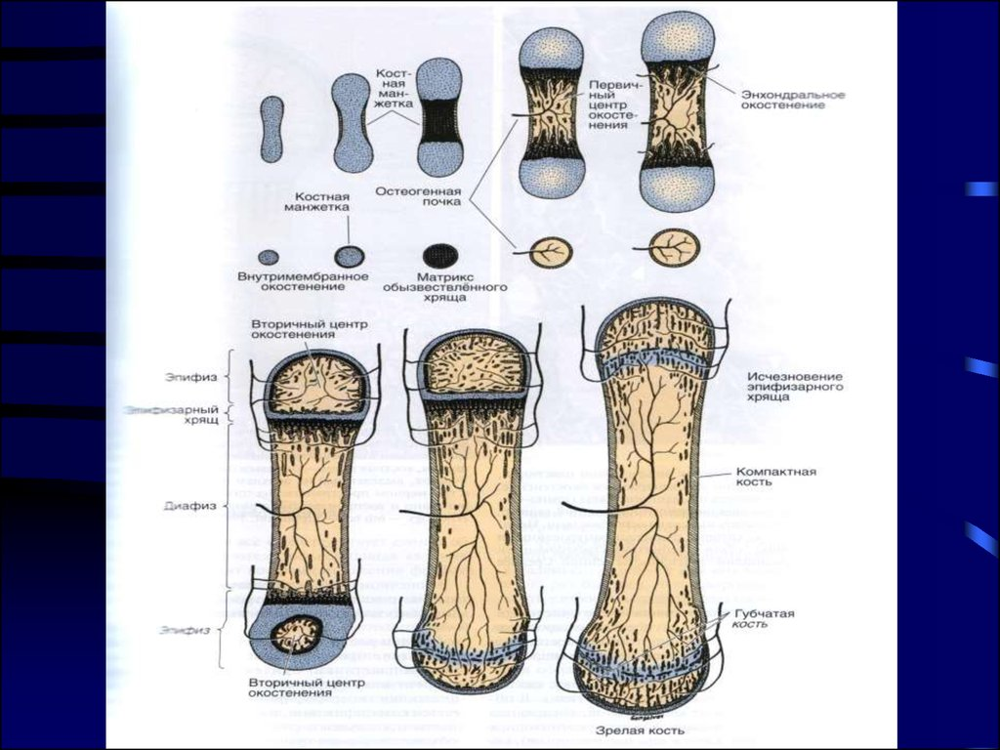 Кост-
ная
ман-
жетка
Первич-
ный
центр
окосте-
нения
Энхондральное
окостенение
Костная
манжетка
Остеогенная
почка
Внутримембранное
окостенение
Матрикс
обызвествлённого
хряща
Вторичный центр
окостенения
Эпифиз
Эпифизарный
хрящ
Диафиз
Эпифиз
Вторичный центр
окостенения
Исчезновение
эпифизарного
хряща
Компактная
кость
Губчатая
кость
Зрелая кость